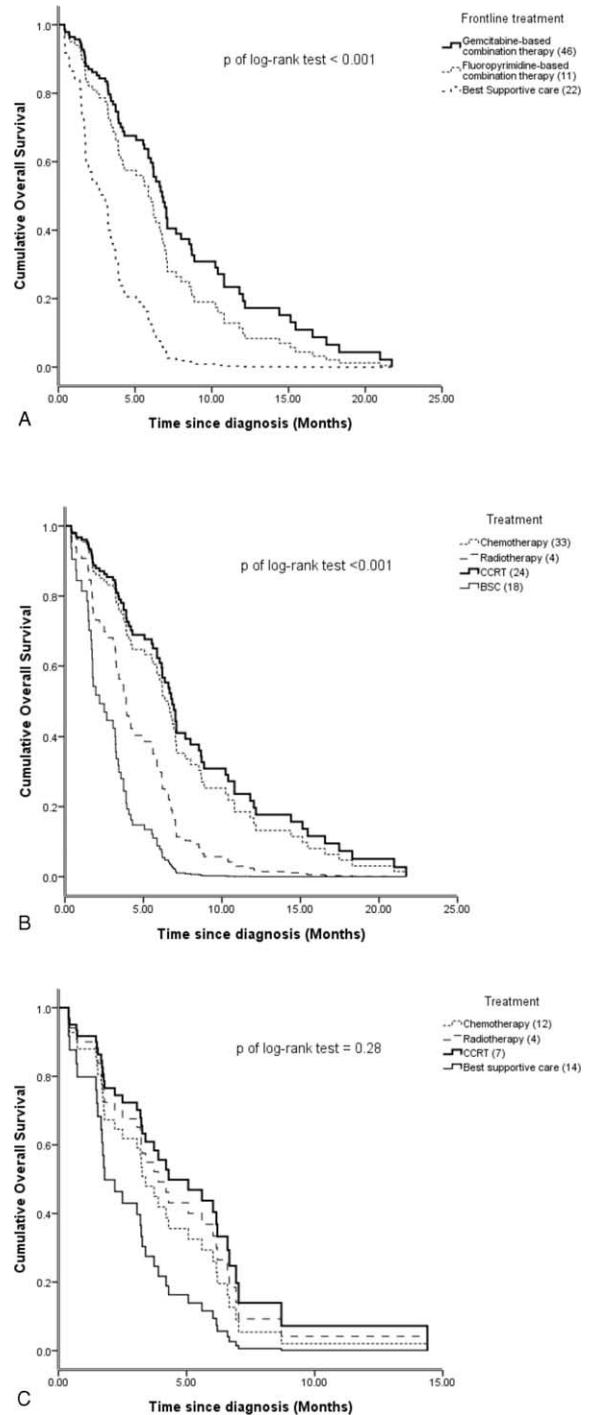 Frontline treatment
Gemcitabine-based
combination therapy (46)
Fluoropyrimidine-based
combination therapy (11)
Best Supportive care (22)
p of log-rank test < 0.001
Cumulative Overall Survival
1.0
0.8
0.6
0.4
0.2
0.0
0.00 5.00 10.00 15.00 20.00 25.00
Time since diagnosis (Months)
A
Treatment
Chemotherapy (33)
Radiotherapy (4)
CCRT (24)
BSC (18)
p of log-rank test <0.001
Cumulative Overall Survival
1.0
0.8
0.6
0.4
0.2
0.0
0.00 5.00 10.00 15.00 20.00 25.00
Time since diagnosis (Months)
B
Treatment
Chemotherapy (12)
Radiotherapy (4)
CCRT (7)
Best supportive care (14)
p of log-rank test = 0.28
Cumulative Overall Survival
1.0
0.8
0.6
0.4
0.2
0.0
0.00 5.00 10.00 15.00
Time since diagnosis (Months)
C